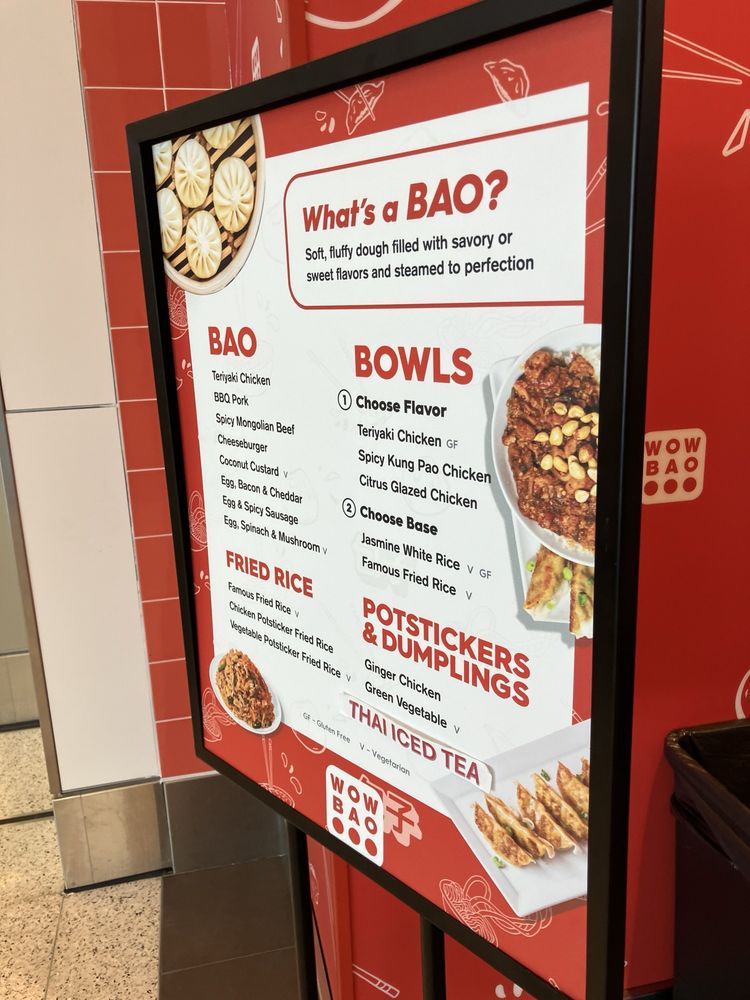 What's a BAO?
Soft, fluffy dough filled with savory or
sweet flavors and steamed to perfection
BAO
Teriyaki Chicken
BBQ Pork
Spicy Mongolian Beef
Cheeseburger
Coconut Custard V
Egg, Bacon & Cheddar
Egg & Spicy Sausage
Egg, Spinach & Mushroom V
FRIED RICE
Famous Fried Rice V
Chicken Potsticker Fried Rice
Vegetable Potsticker Fried Rice V
BOWLS
1 Choose Flavor
Teriyaki Chicken GF
Spicy Kung Pao Chicken
Citrus Glazed Chicken
2 Choose Base
Jasmine White Rice V GF
Famous Fried Rice V
POTSTICKERS
& DUMPLINGS
Ginger Chicken
Green Vegetable V
THAI ICED TEA
GF - Gluten Free V - Vegetarian
WOW
BAO
子
WOW
BAO